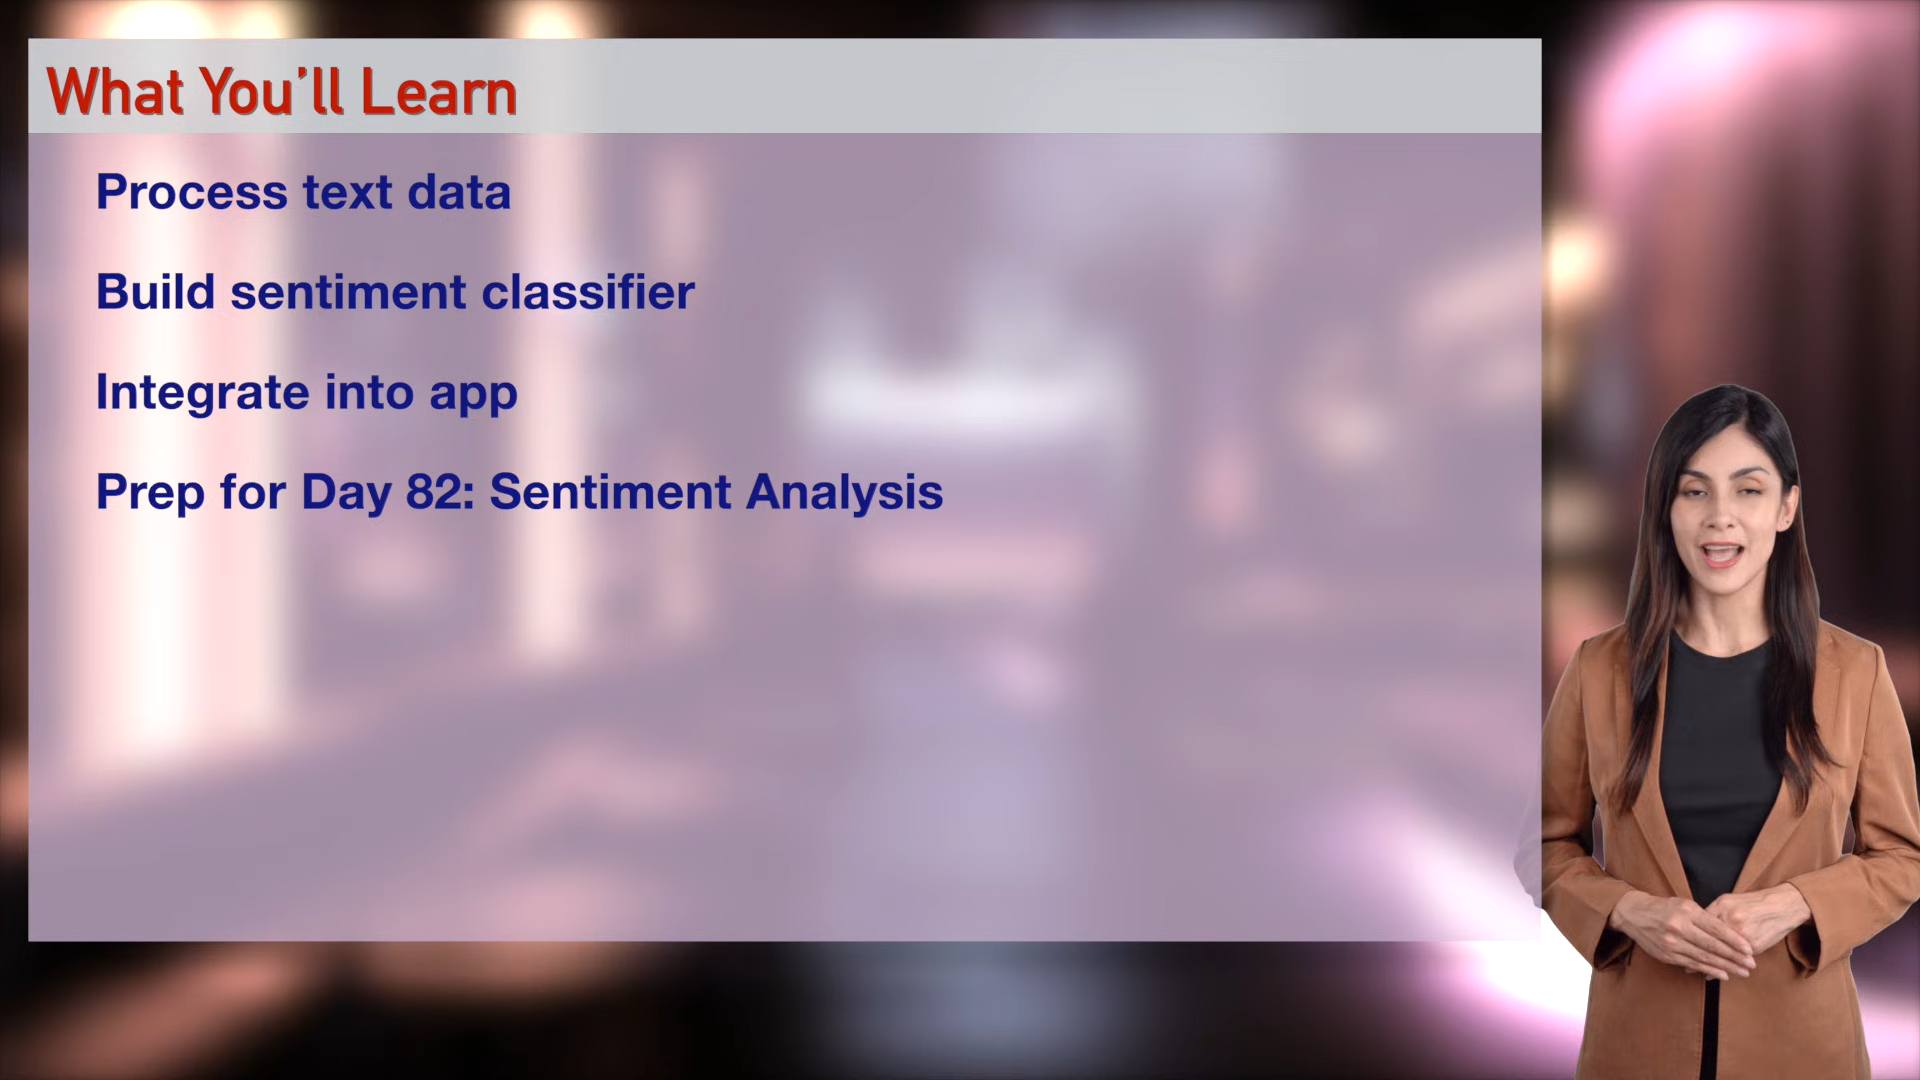 What You’ll Learn
Process text data
Build sentiment classifier
Integrate into app
Prep for Day 82: Sentiment Analysis